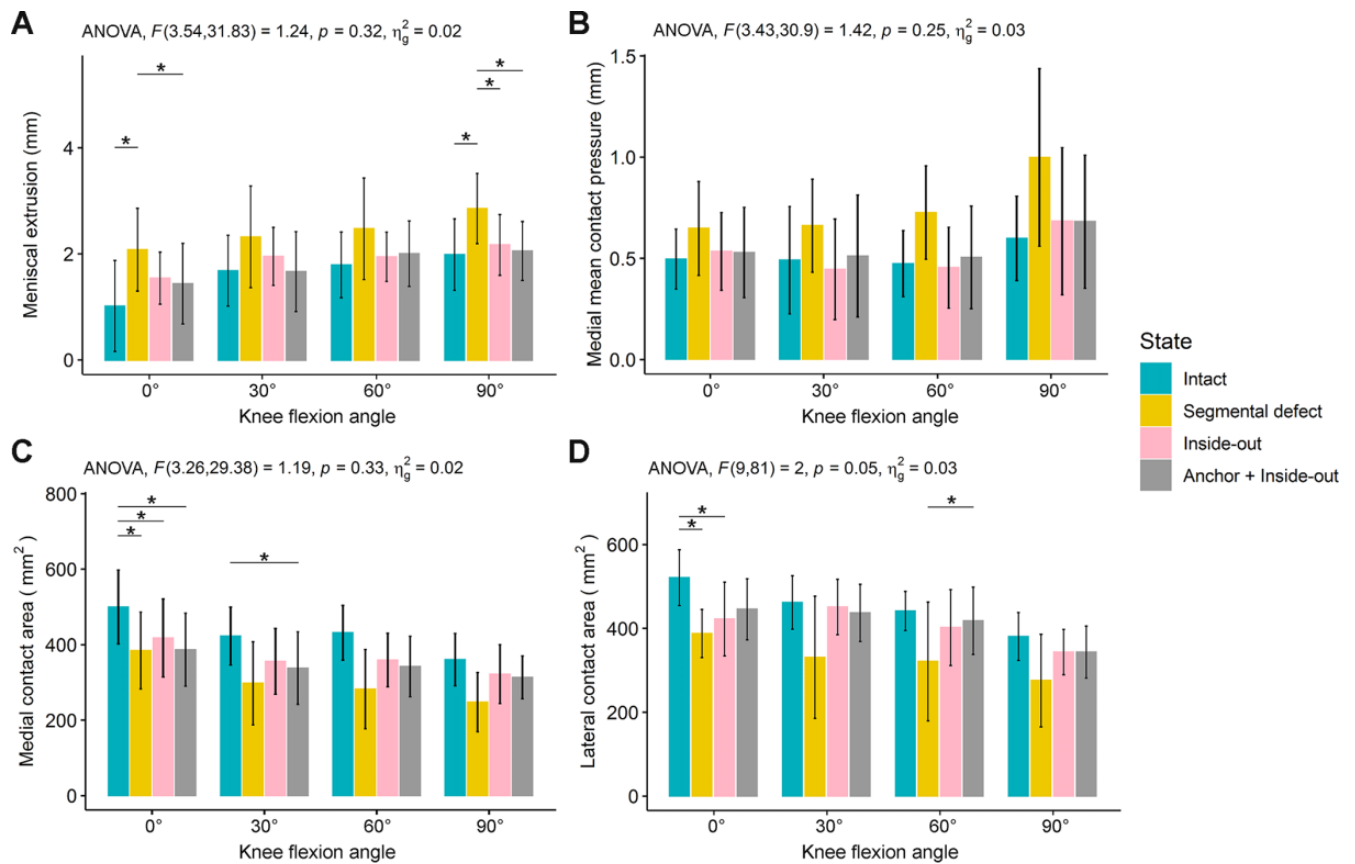 A
ANOVA, F(3.54,31.83) = 1.24, p = 0.32, η²g = 0.02
Meniscal extrusion (mm)
4
2
0
* * * * *
0° 30° 60° 90°
Knee flexion angle
B
ANOVA, F(3.43,30.9) = 1.42, p = 0.25, η²g = 0.03
Medial mean contact pressure (mm)
1.5
1.0
0.5
0.0
0° 30° 60° 90°
Knee flexion angle
State
Intact
Segmental defect
Inside-out
Anchor + Inside-out
C
ANOVA, F(3.26,29.38) = 1.19, p = 0.33, η²g = 0.02
Medial contact area ( mm²)
800
600
400
200
0
* * * *
0° 30° 60° 90°
Knee flexion angle
D
ANOVA, F(9,81) = 2, p = 0.05, η²g = 0.03
Lateral contact area ( mm²)
600
400
200
0
* * *
0° 30° 60° 90°
Knee flexion angle